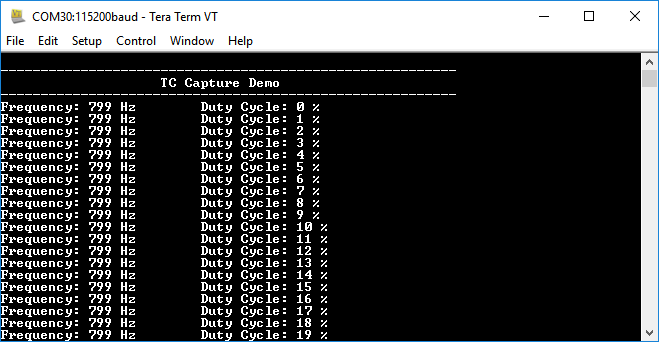 COM30:115200baud - Tera Term VT
File Edit Setup Control Window Help
TC Capture Demo
Frequency: 799 Hz Duty Cycle: 0 %
Frequency: 799 Hz Duty Cycle: 1 %
Frequency: 799 Hz Duty Cycle: 2 %
Frequency: 799 Hz Duty Cycle: 3 %
Frequency: 799 Hz Duty Cycle: 4 %
Frequency: 799 Hz Duty Cycle: 5 %
Frequency: 799 Hz Duty Cycle: 6 %
Frequency: 799 Hz Duty Cycle: 7 %
Frequency: 799 Hz Duty Cycle: 8 %
Frequency: 799 Hz Duty Cycle: 9 %
Frequency: 799 Hz Duty Cycle: 10 %
Frequency: 799 Hz Duty Cycle: 11 %
Frequency: 799 Hz Duty Cycle: 12 %
Frequency: 799 Hz Duty Cycle: 13 %
Frequency: 799 Hz Duty Cycle: 14 %
Frequency: 799 Hz Duty Cycle: 15 %
Frequency: 799 Hz Duty Cycle: 16 %
Frequency: 799 Hz Duty Cycle: 17 %
Frequency: 799 Hz Duty Cycle: 18 %
Frequency: 799 Hz Duty Cycle: 19 %